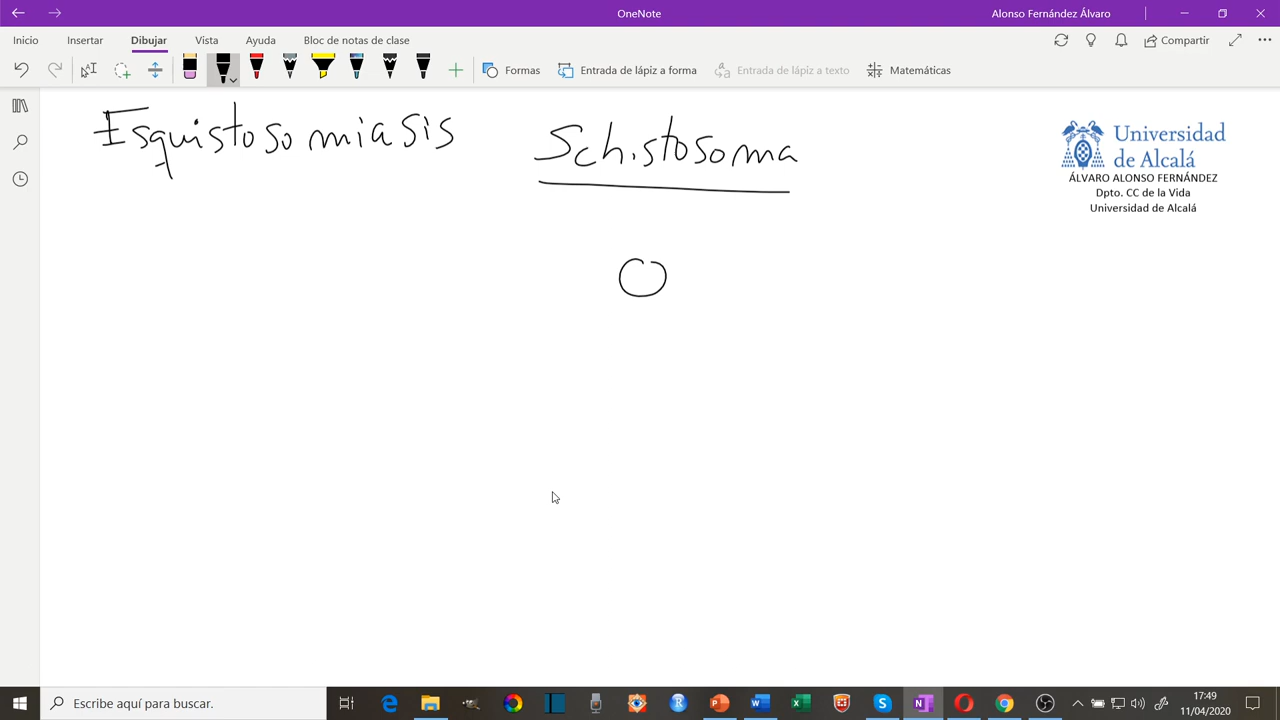 OneNote
Alonso Fernández Álvaro
Inicio Insertar Dibujar Vista Ayuda Bloc de notas de clase
Compartir
Formas Entrada de lápiz a forma Entrada de lápiz a texto Matemáticas
Esquistosomiasis Schistosoma
Universidad
de Alcalá
ÁLVARO ALONSO FERNÁNDEZ
Dpto. CC de la Vida
Universidad de Alcalá
Escribe aquí para buscar.
17:49
11/04/2020